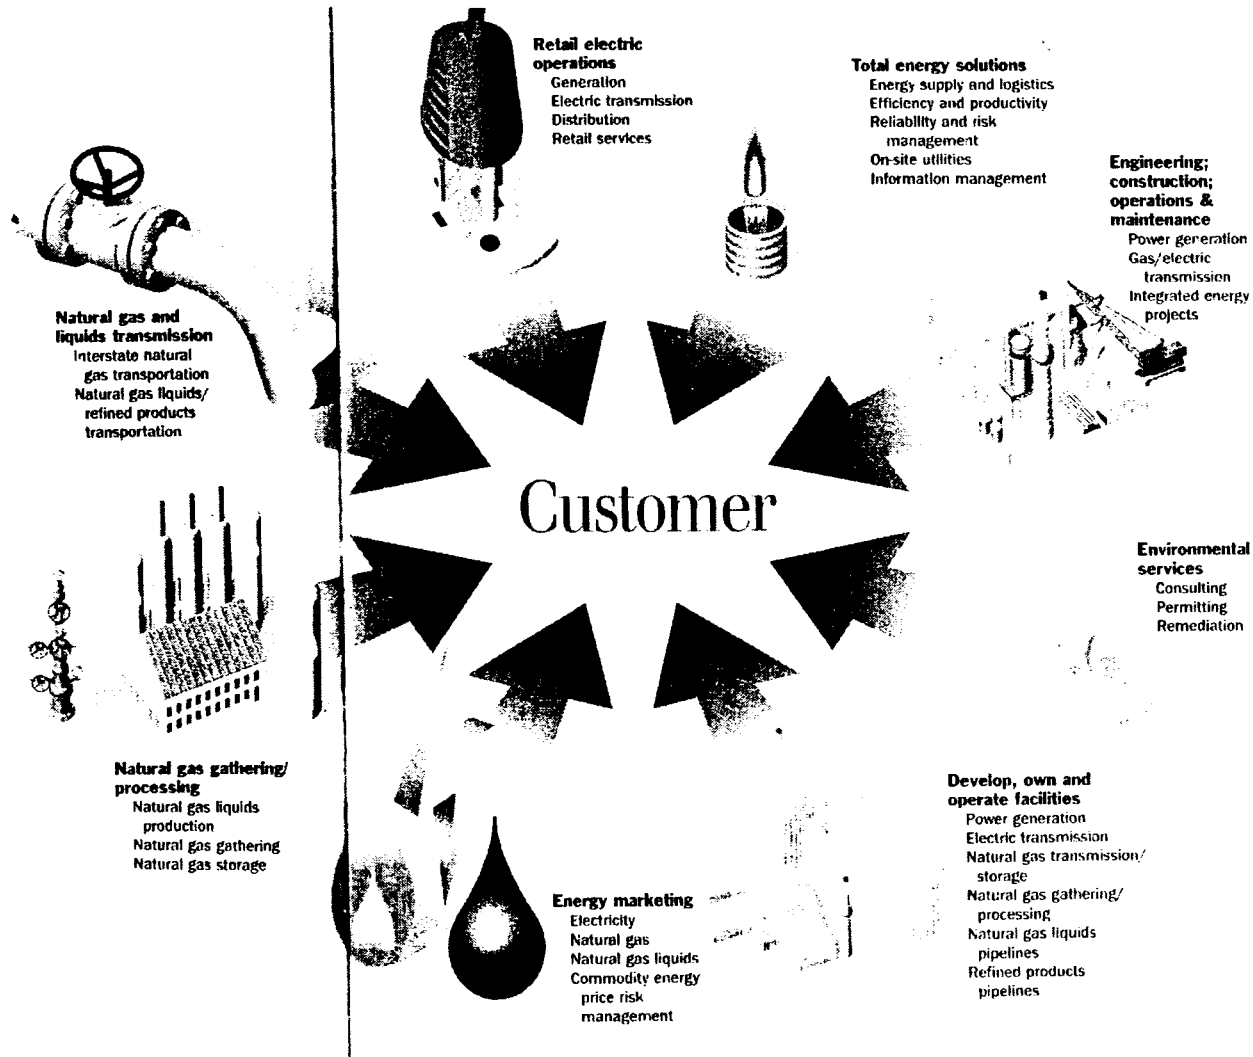 Retail electric
operations
Generation
Electric transmission
Distribution
Retail services
Total energy solutions
Energy supply and logistics
Efficiency and productivity
Reliability and risk
management
On-site utilities
Information management
Engineering;
construction;
operations &
maintenance
Power generation
Gas/electric
transmission
Integrated energy
projects
Natural gas and
liquids transmission
Interstate natural
gas transportation
Natural gas liquids/
refined products
transportation
Customer
Environmental
services
Consulting
Permitting
Remediation
Natural gas gathering/
processing
Natural gas liquids
production
Natural gas gathering
Natural gas storage
Develop, own and
operate facilities
Power generation
Electric transmission
Natural gas transmission/
storage
Natural gas gathering/
processing
Natural gas liquids
pipelines
Refined products
pipelines
Energy marketing
Electricity
Natural gas
Natural gas liquids
Commodity energy
price risk
management